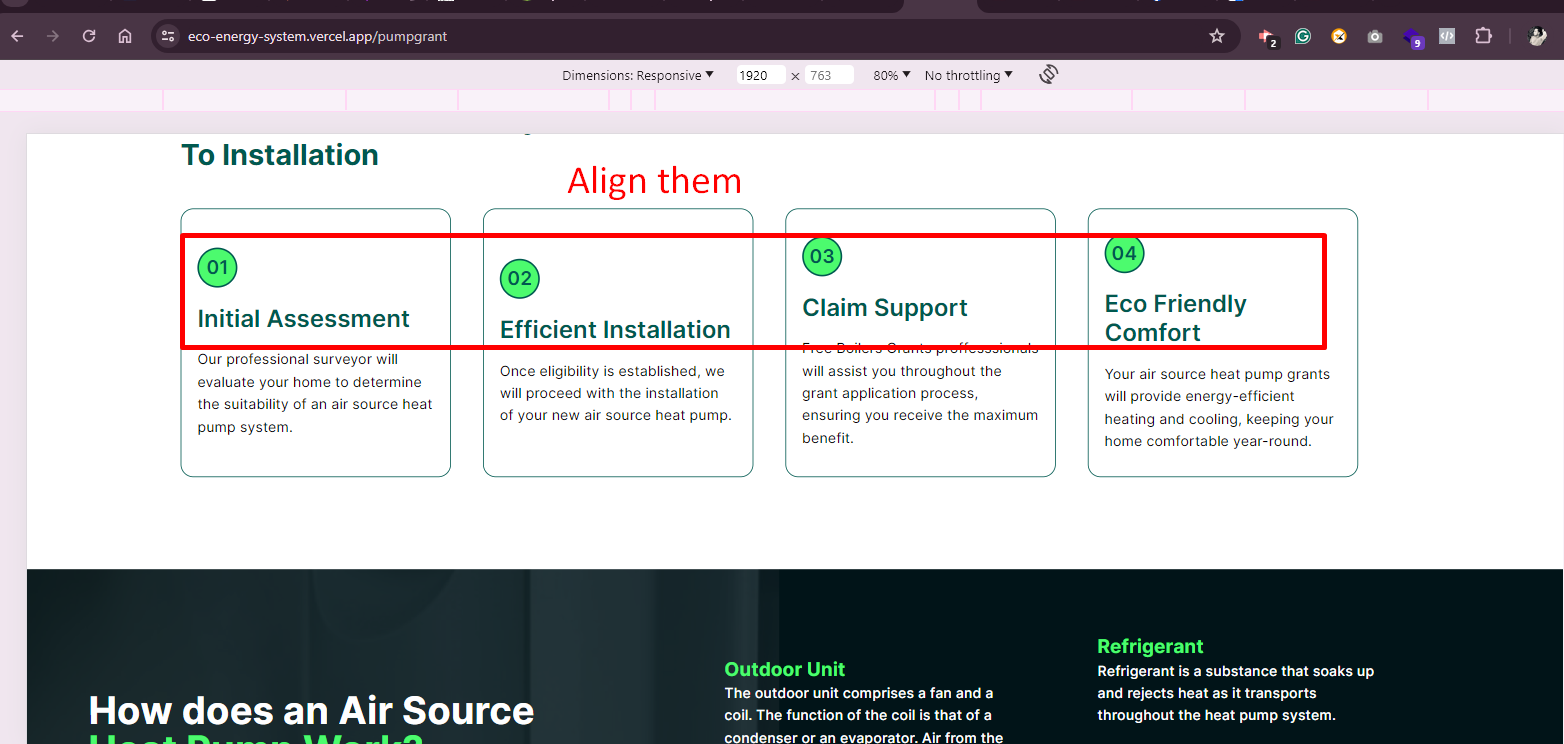 eco-energy-system.vercel.app/pumpgrant
2
9
Dimensions: Responsive
1920 × 763
80%
No throttling
To Installation
Align them
01
Initial Assessment
Our professional surveyor will
evaluate your home to determine
the suitability of an air source heat
pump system.
02
Efficient Installation
Once eligibility is established, we
will proceed with the installation
of your new air source heat pump.
03
Claim Support
Free Boilers Grants proffesssionals
will assist you throughout the
grant application process,
ensuring you receive the maximum
benefit.
04
Eco Friendly
Comfort
Your air source heat pump grants
will provide energy-efficient
heating and cooling, keeping your
home comfortable year-round.
How does an Air Source
Heat Pump Work?
Outdoor Unit
The outdoor unit comprises a fan and a
coil. The function of the coil is that of a
condenser or an evaporator. Air from the
Refrigerant
Refrigerant is a substance that soaks up
and rejects heat as it transports
throughout the heat pump system.